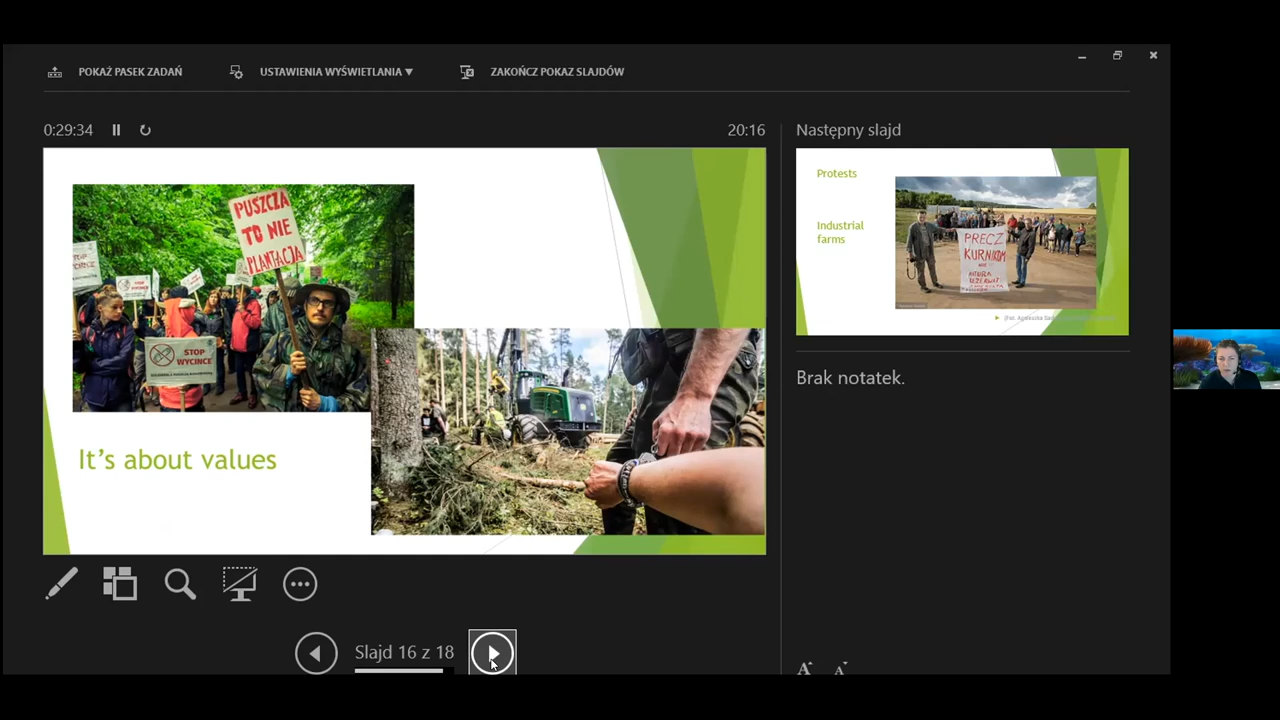 POKAŻ PASEK ZADAŃ
USTAWIENIA WYŚWIETLANIA ▼
ZAKOŃCZ POKAZ SLAJDÓW
0:29:34
20:16
Następny slajd
PUSZCZA
TO NIE
PLANTACJA
STOP
WYCINCE
It's about values
Protests
Industrial
farms
PRECZ
KURNIKOM
Brak notatek.
Slajd 16 z 18
A A